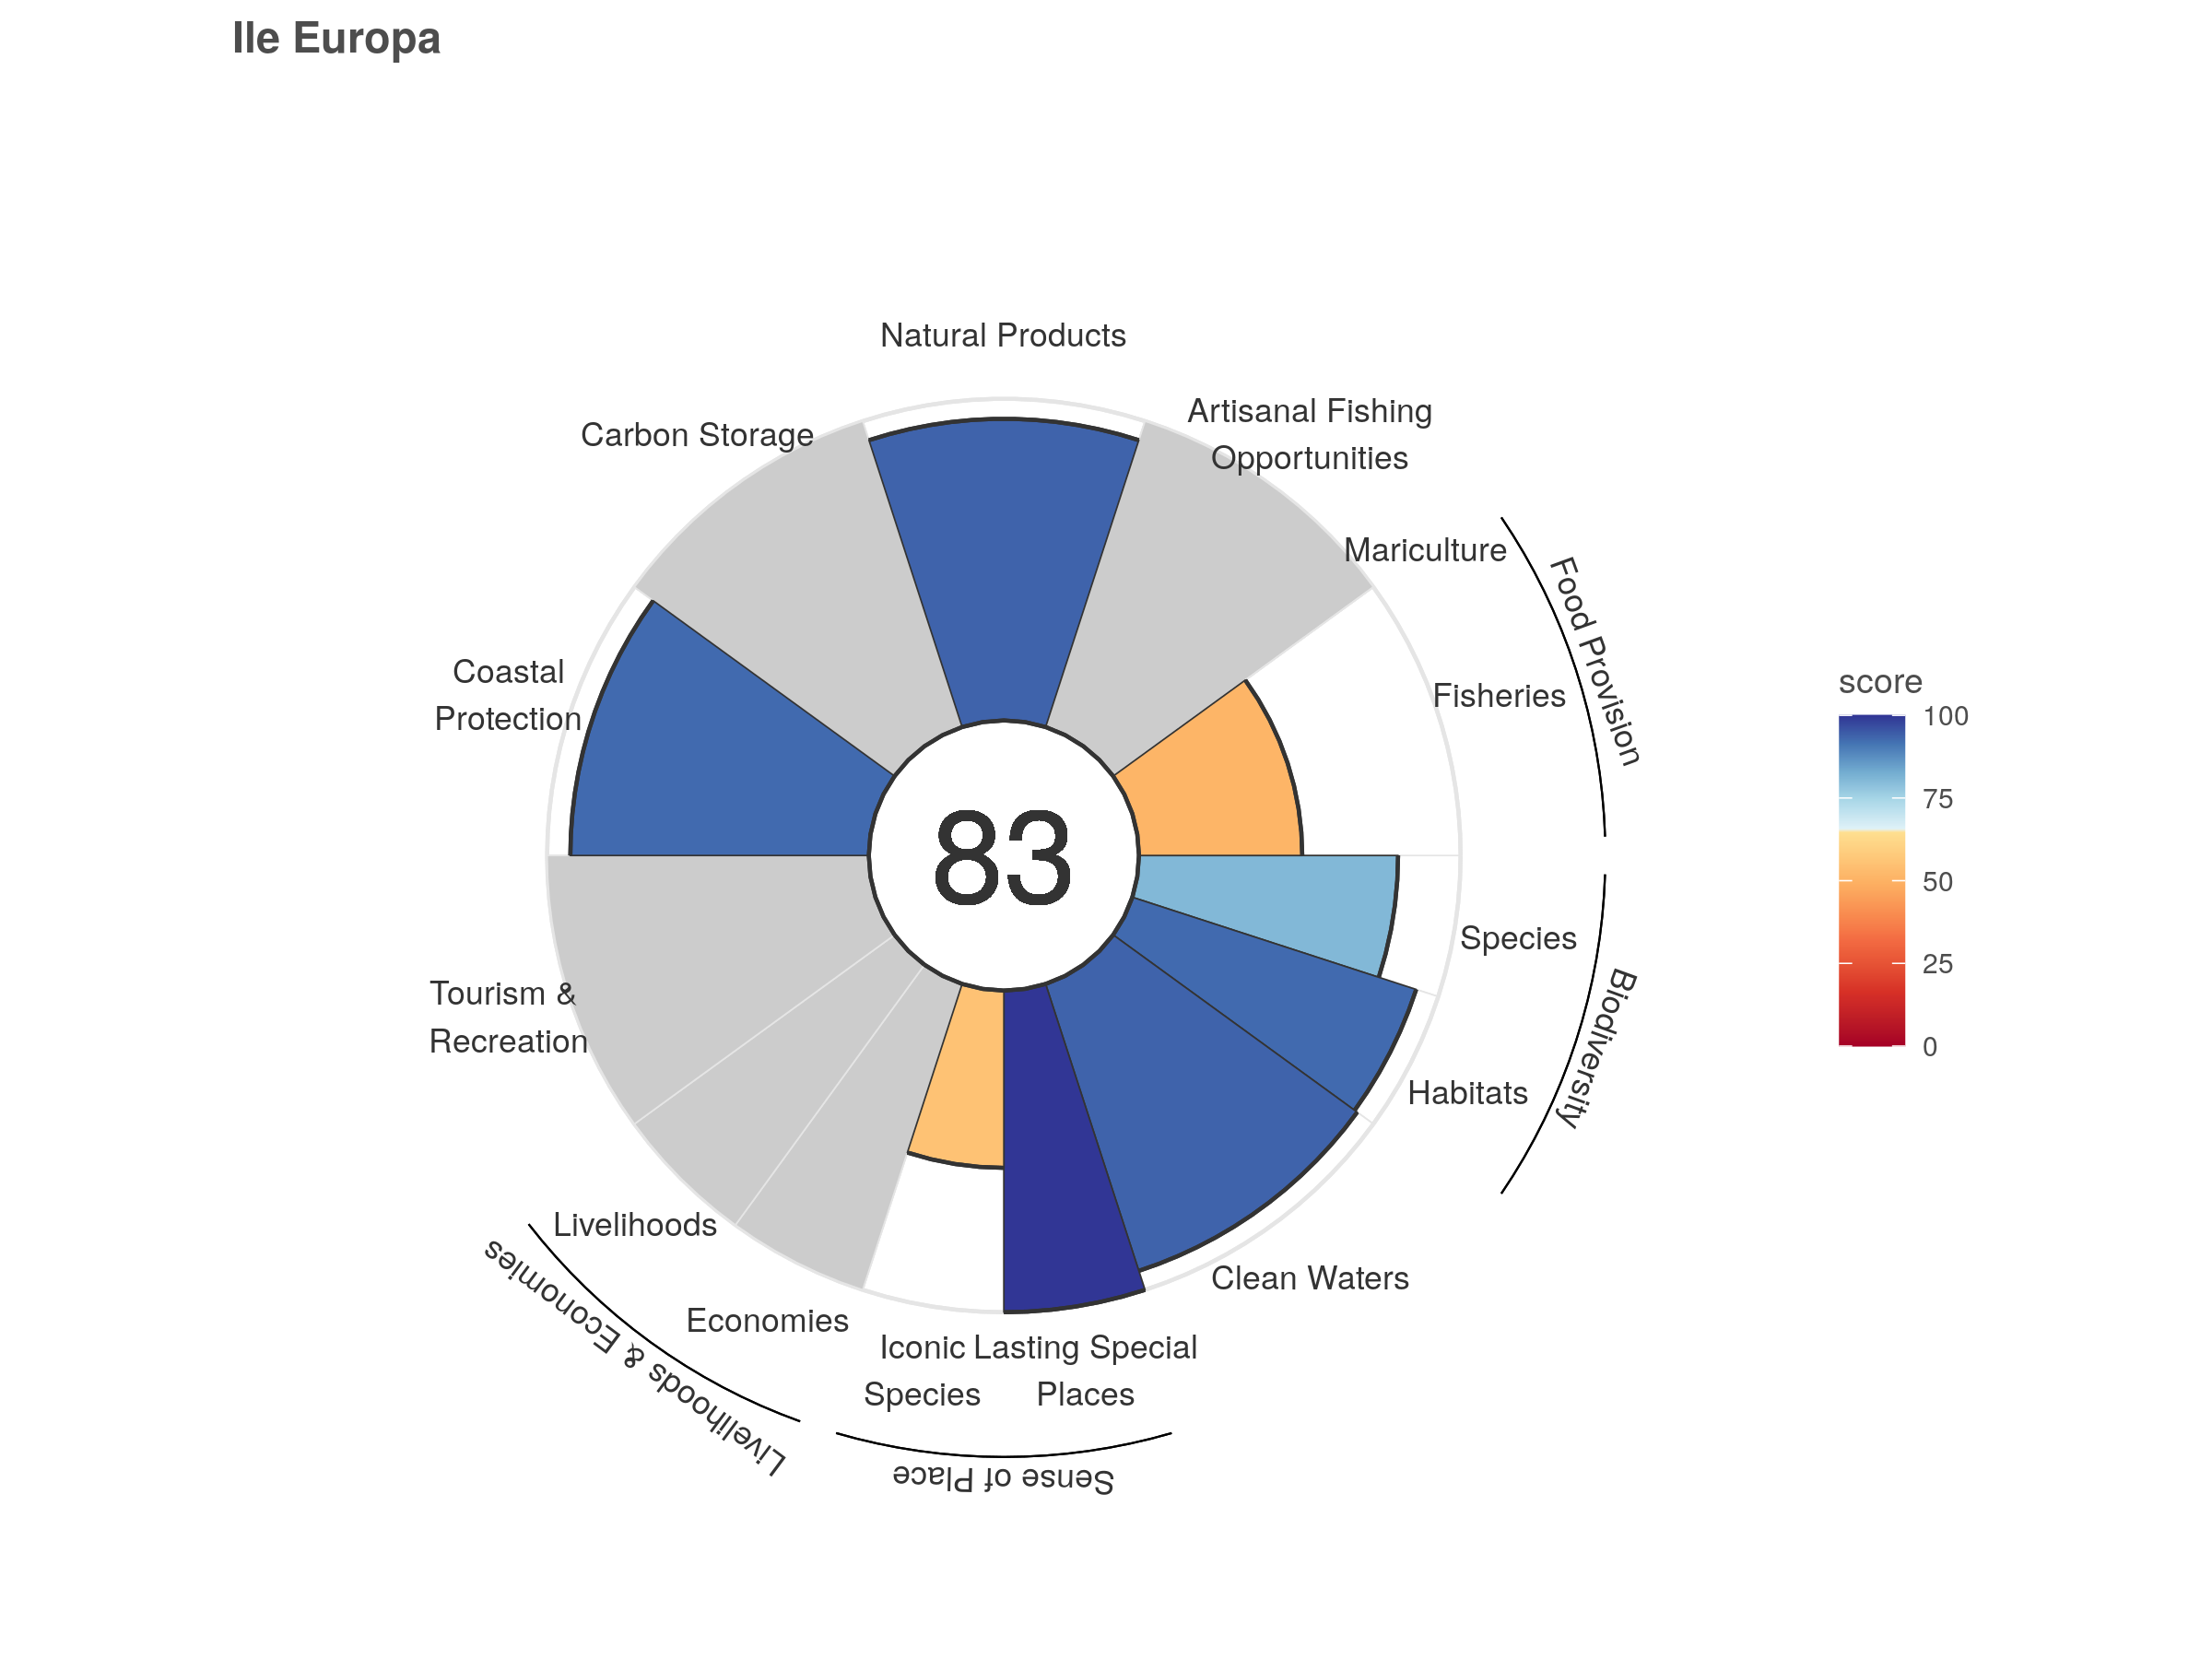 Ile Europa
Natural Products
Artisanal Fishing
Opportunities
Carbon Storage
Mariculture
Food Provision
Fisheries
Coastal
Protection
83
score
100
75
50
25
0
Species
Biodiversity
Habitats
Tourism &
Recreation
Livelihoods
Livelihoods & Economies
Economies
Clean Waters
Iconic
Species
Lasting Special
Places
Sense of Place